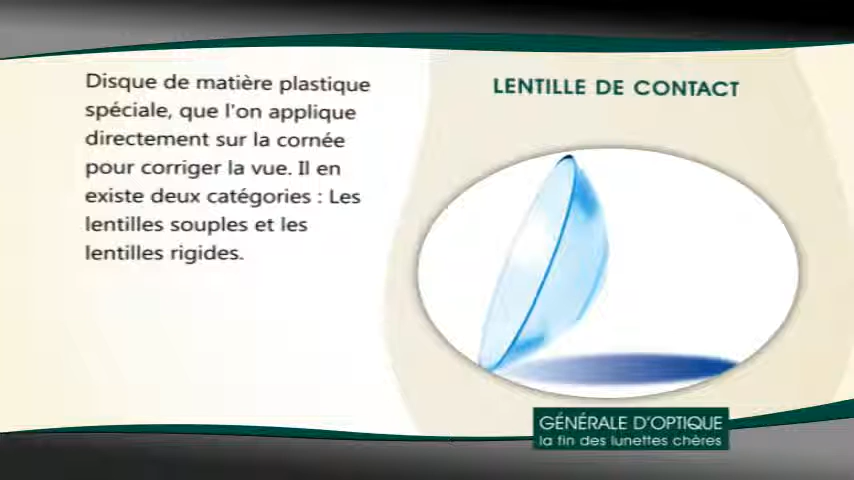 Disque de matière plastique
spéciale, que l'on applique
directement sur la cornée
pour corriger la vue. Il en
existe deux catégories : Les
lentilles souples et les
lentilles rigides.
LENTILLE DE CONTACT
GÉNÉRALE D'OPTIQUE
la fin des lunettes chères